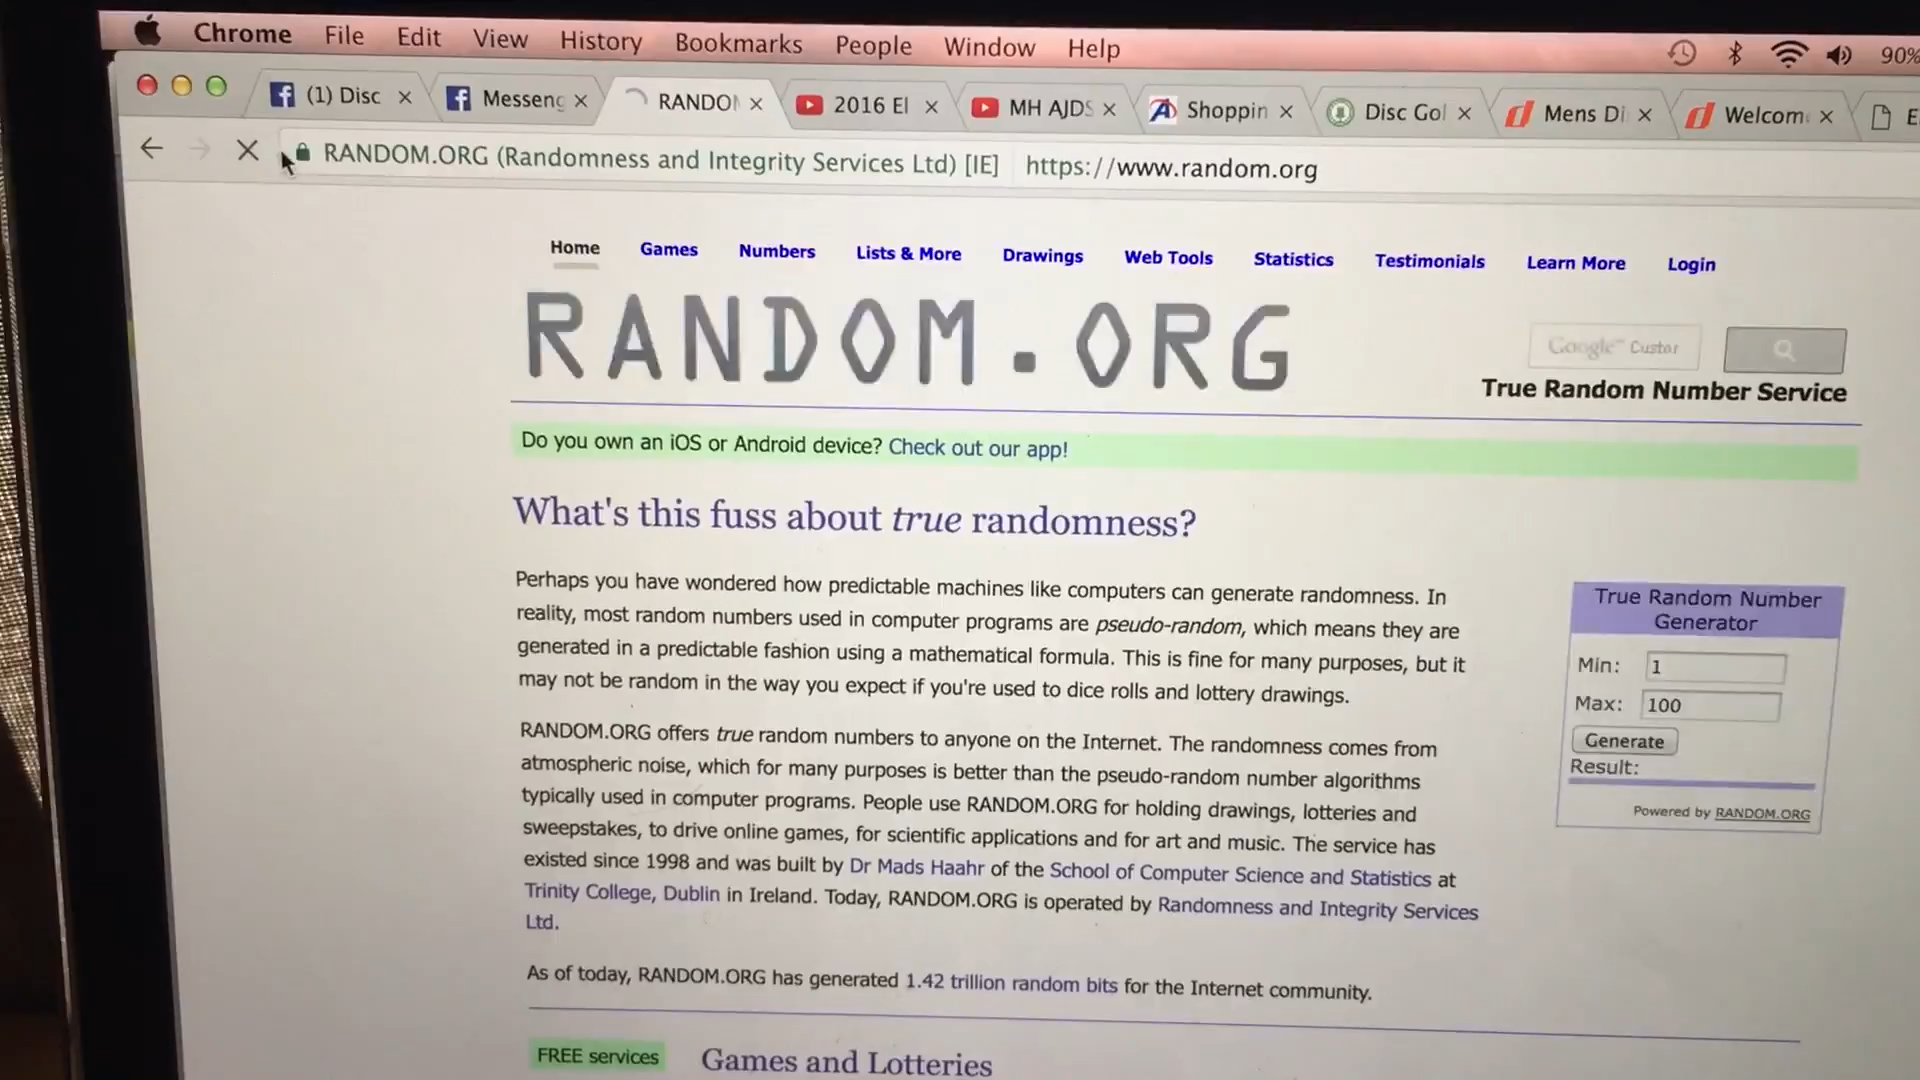 Chrome File Edit View History Bookmarks People Window Help 90%
(1) Disc Messeng RANDOM 2016 El MH AJDS Shoppin Disc Gol Mens Di Welcom E
RANDOM.ORG (Randomness and Integrity Services Ltd) [IE] https://www.random.org
Home Games Numbers Lists & More Drawings Web Tools Statistics Testimonials Learn More Login
RANDOM.ORG
Google™ Custor
True Random Number Service
Do you own an iOS or Android device? Check out our app!
What's this fuss about true randomness?
Perhaps you have wondered how predictable machines like computers can generate randomness. In
reality, most random numbers used in computer programs are pseudo-random, which means they are
generated in a predictable fashion using a mathematical formula. This is fine for many purposes, but it
may not be random in the way you expect if you're used to dice rolls and lottery drawings.
RANDOM.ORG offers true random numbers to anyone on the Internet. The randomness comes from
atmospheric noise, which for many purposes is better than the pseudo-random number algorithms
typically used in computer programs. People use RANDOM.ORG for holding drawings, lotteries and
sweepstakes, to drive online games, for scientific applications and for art and music. The service has
existed since 1998 and was built by Dr Mads Haahr of the School of Computer Science and Statistics at
Trinity College, Dublin in Ireland. Today, RANDOM.ORG is operated by Randomness and Integrity Services
Ltd.
As of today, RANDOM.ORG has generated 1.42 trillion random bits for the Internet community.
True Random Number
Generator
Min: 1
Max: 100
Generate
Result:
Powered by RANDOM.ORG
FREE services Games and Lotteries